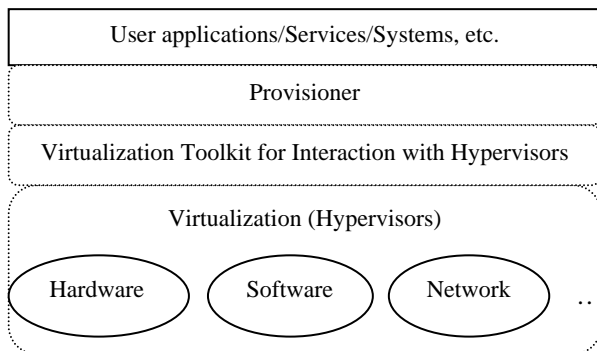 User applications/Services/Systems, etc.
Provisioner
Virtualization Toolkit for Interaction with Hypervisors
Virtualization (Hypervisors)
Hardware Software Network ..